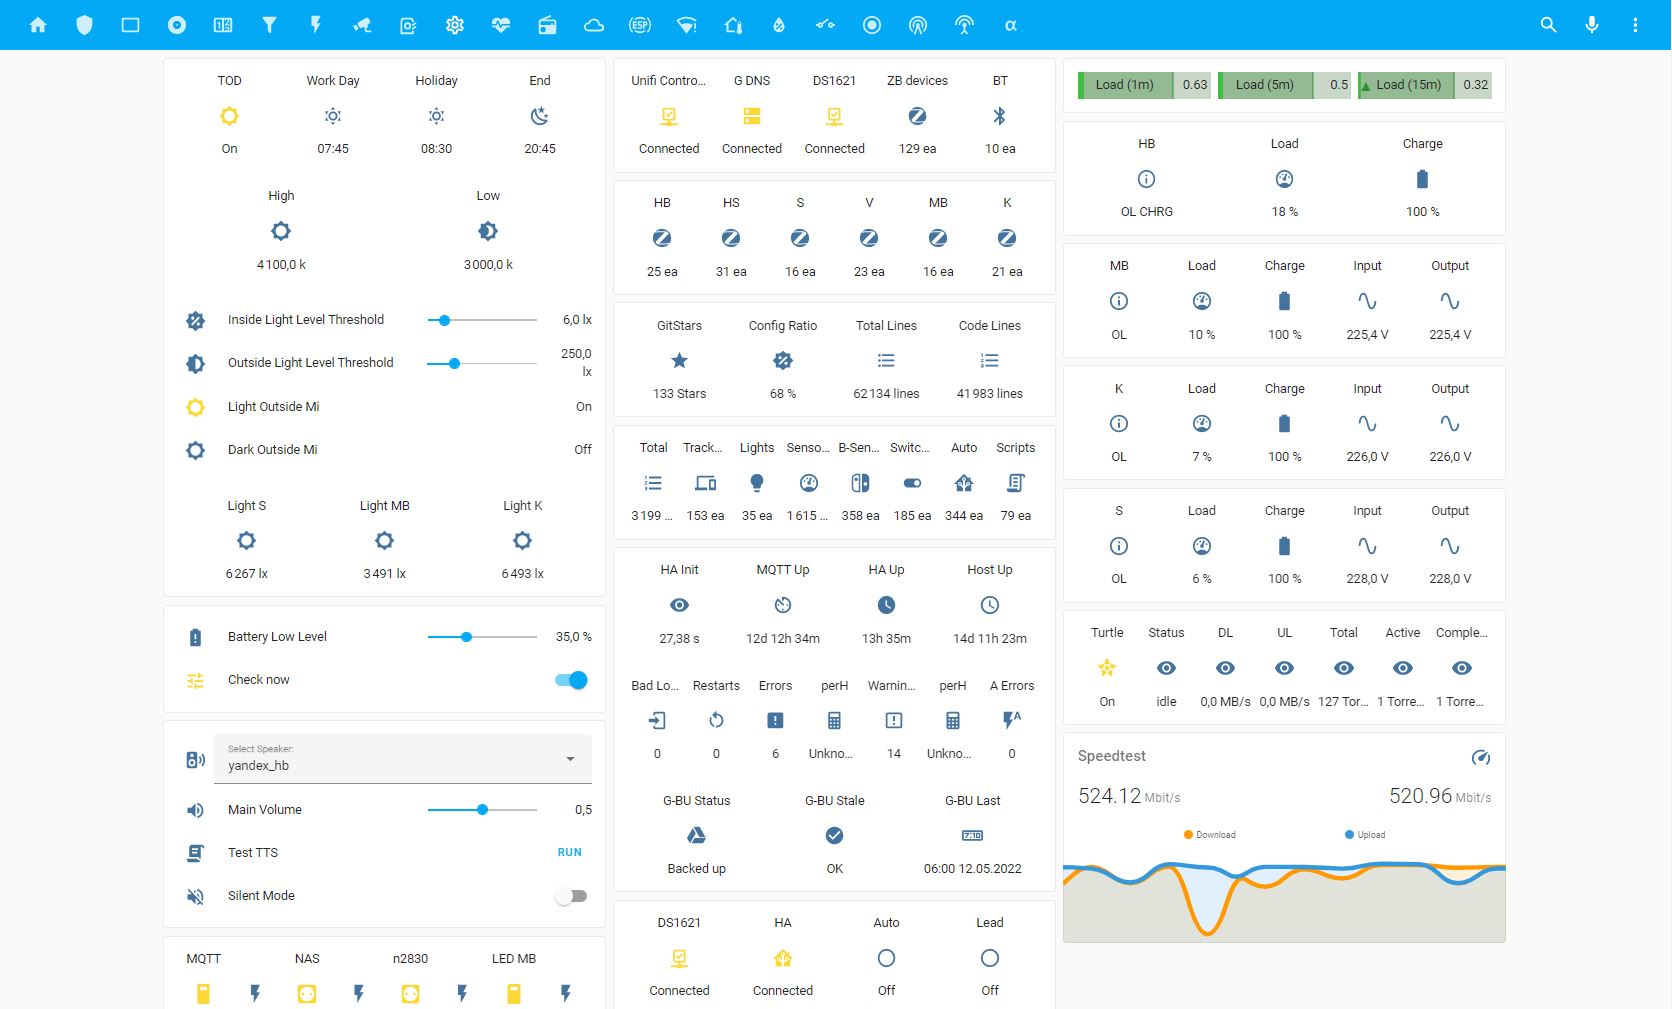 TOD Work Day Holiday End
On 07:45 08:30 20:45
High Low
4 100,0 k 3 000,0 k
Inside Light Level Threshold 6,0 lx
Outside Light Level Threshold 250,0
lx
Light Outside Mi On
Dark Outside Mi Off
Light S Light MB Light K
6 267 lx 3 491 lx 6 493 lx
Battery Low Level 35,0 %
Check now
Select Speaker:
yandex_hb
Main Volume 0,5
Test TTS RUN
Silent Mode
MQTT NAS n2830 LED MB
Unifi Contro... G DNS DS1621 ZB devices BT
Connected Connected Connected 129 ea 10 ea
HB HS S V MB K
25 ea 31 ea 16 ea 23 ea 16 ea 21 ea
GitStars Config Ratio Total Lines Code Lines
133 Stars 68 % 62 134 lines 41 983 lines
Total Track... Lights Senso... B-Sen... Switc... Auto Scripts
3 199 ... 153 ea 35 ea 1 615 ... 358 ea 185 ea 344 ea 79 ea
HA Init MQTT Up HA Up Host Up
27,38 s 12d 12h 34m 13h 35m 14d 11h 23m
Bad Lo... Restarts Errors perH Warnin... perH A Errors
0 0 6 Unkno... 14 Unkno... 0
G-BU Status G-BU Stale G-BU Last
Backed up OK 06:00 12.05.2022
DS1621 HA Auto Lead
Connected Connected Off Off
Load (1m) 0.63 Load (5m) 0.5 Load (15m) 0.32
HB Load Charge
OL CHRG 18 % 100 %
MB Load Charge Input Output
OL 10 % 100 % 225,4 V 225,4 V
K Load Charge Input Output
OL 7 % 100 % 226,0 V 226,0 V
S Load Charge Input Output
OL 6 % 100 % 228,0 V 228,0 V
Turtle Status DL UL Total Active Comple...
On idle 0,0 MB/s 0,0 MB/s 127 Tor... 1 Torre... 1 Torre...
Speedtest
524.12 Mbit/s 520.96 Mbit/s
Download Upload